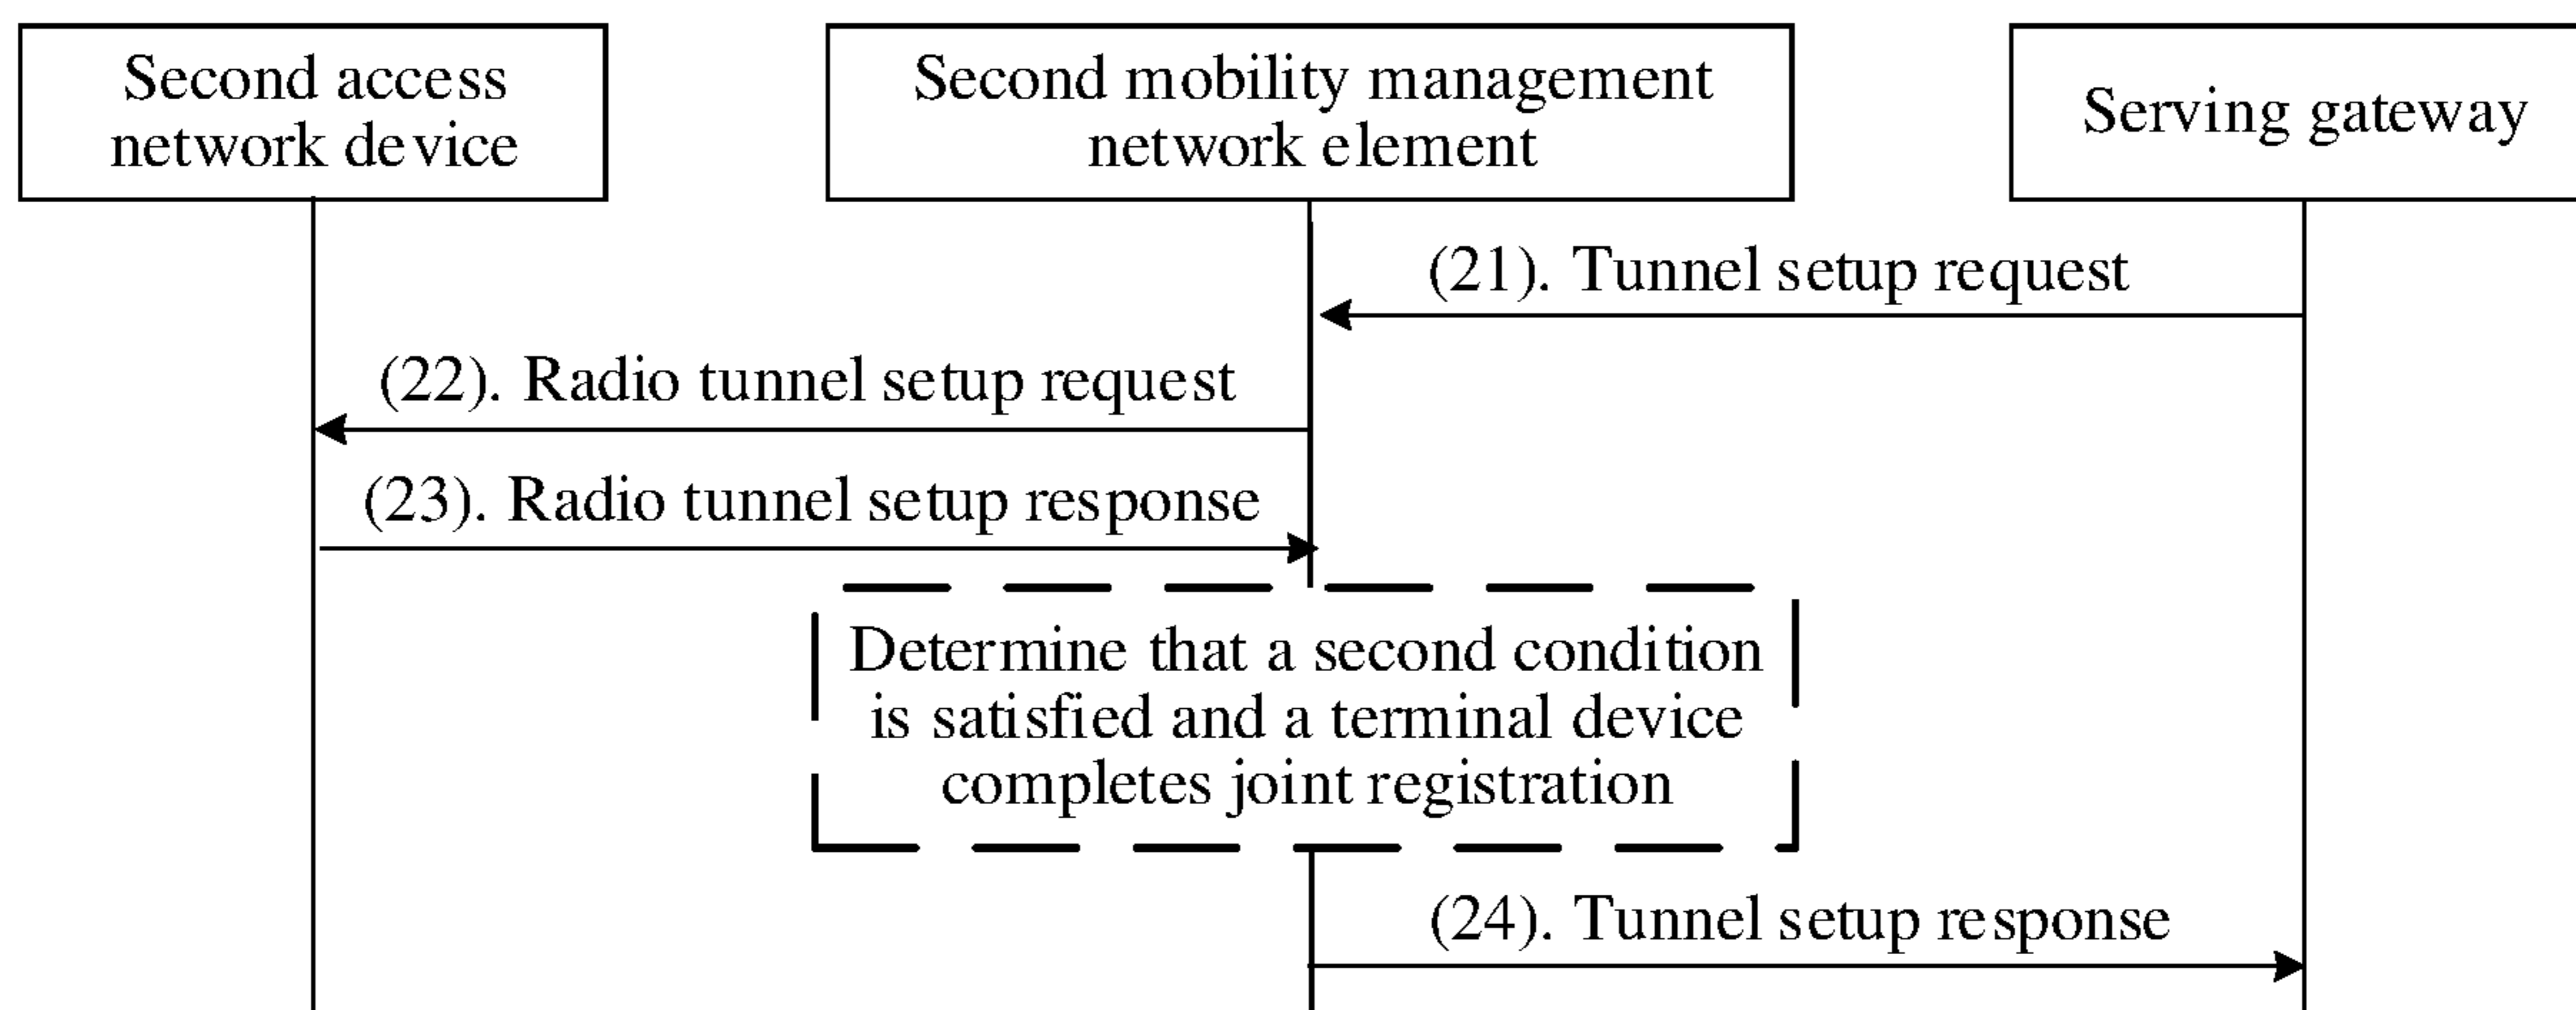 Second access
network device
Second mobility management
network element
Serving gateway
(21). Tunnel setup request
(22). Radio tunnel setup request
(23). Radio tunnel setup response
Determine that a second condition
is satisfied and a terminal device
completes joint registration
(24). Tunnel setup response